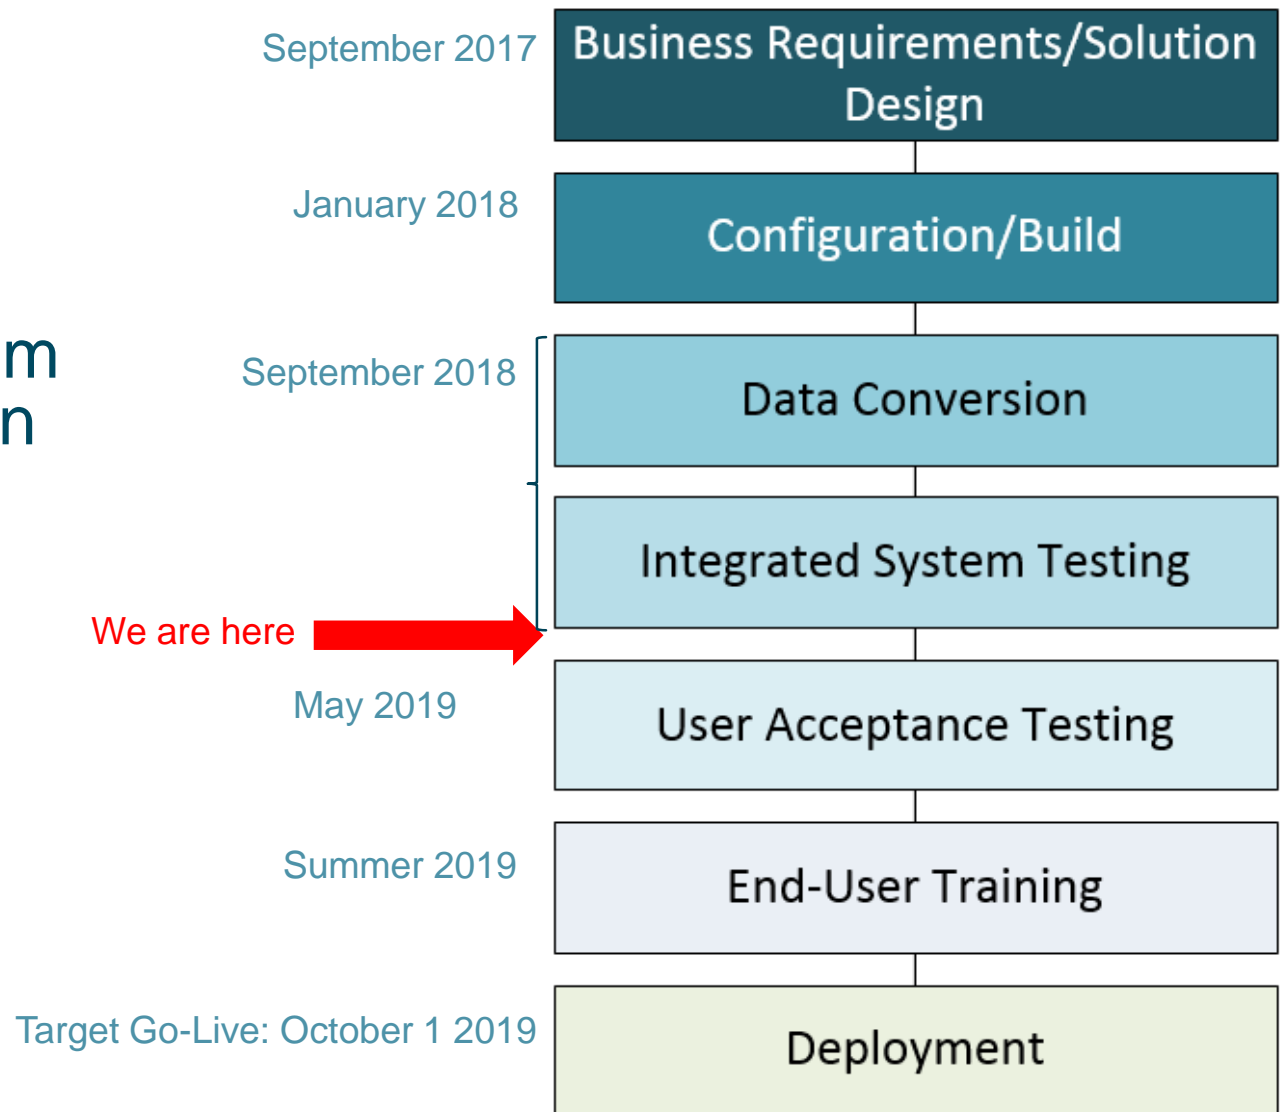 September 2017
Business Requirements/Solution
Design
January 2018
Configuration/Build
m
n
September 2018
Data Conversion
Integrated System Testing
We are here
May 2019
User Acceptance Testing
Summer 2019
End-User Training
Target Go-Live: October 1 2019
Deployment